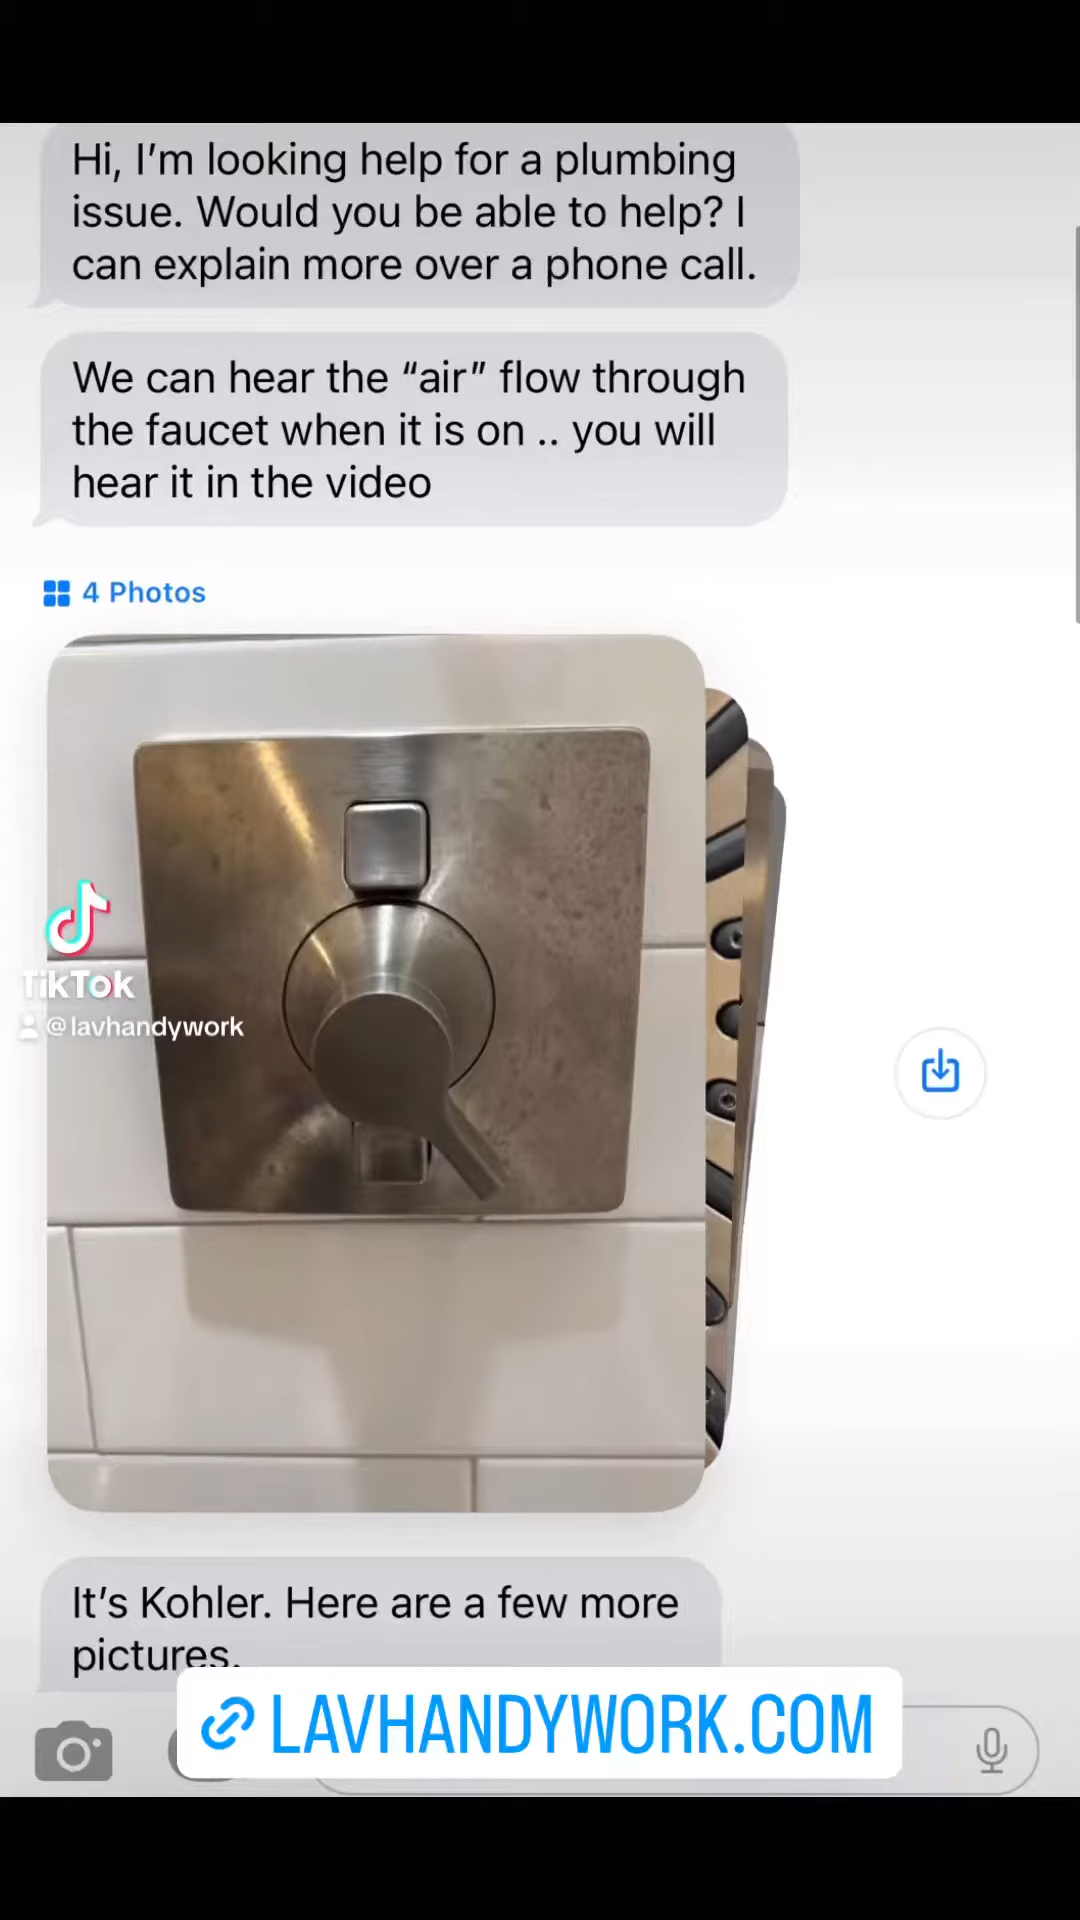 Hi, I’m looking help for a plumbing
issue. Would you be able to help? I
can explain more over a phone call.
We can hear the “air” flow through
the faucet when it is on .. you will
hear it in the video
4 Photos
TikTok
@lavhandywork
It’s Kohler. Here are a few more
pictures.
LAVHANDYWORK.COM